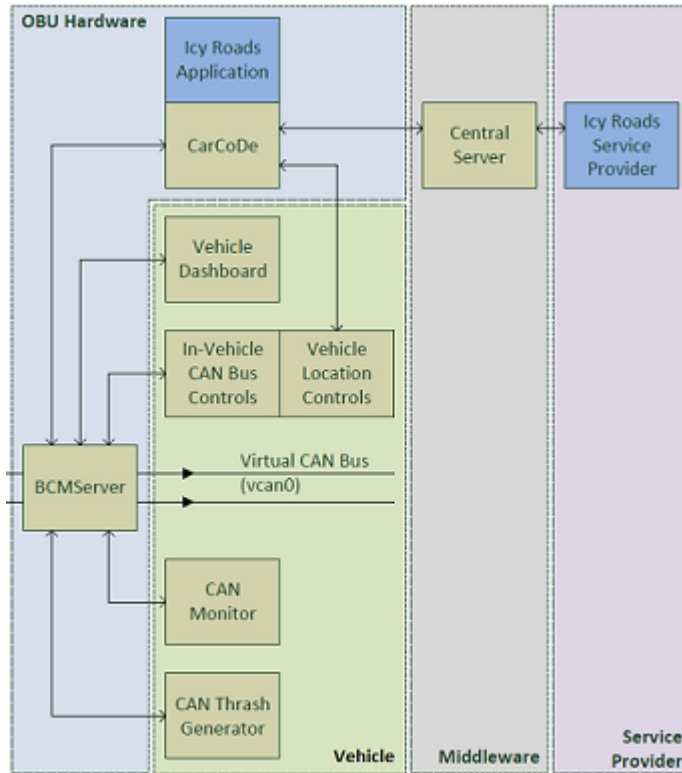 OBU Hardware
Icy Roads
Application
CarCoDe
Central
Server
Icy Roads
Service
Provider
Vehicle
Dashboard
In-Vehicle
CAN Bus
Controls
Vehicle
Location
Controls
BCMServer
Virtual CAN Bus
(vcan0)
CAN
Monitor
CAN Thrash
Generator
Vehicle
Middleware
Service
Provider